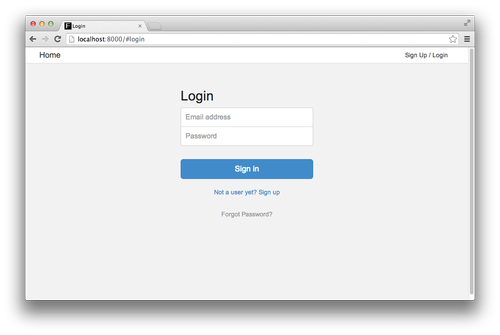 Login
localhost:8000/#login
Home
Sign Up / Login
Login
Email address
Password
Sign in
Not a user yet? Sign up
Forgot Password?